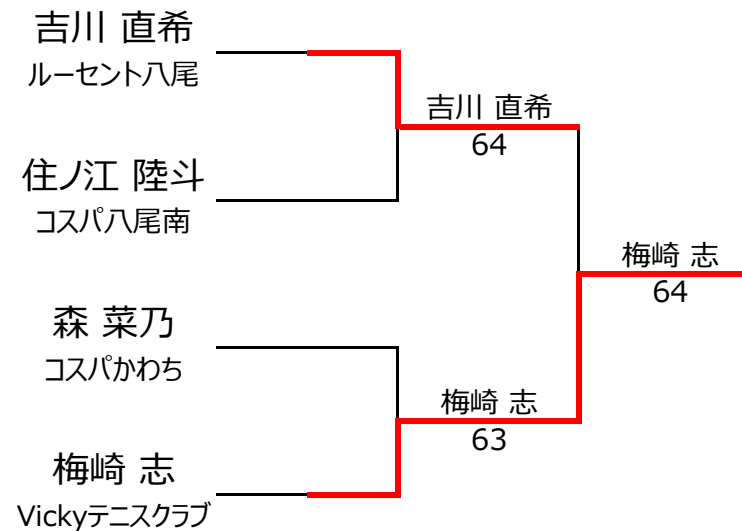 吉川 直希
ルーセント八尾
吉川 直希
64
住ノ江 陸斗
コスパ八尾南
梅崎 志
64
森 菜乃
コスパかわち
梅崎 志
63
梅崎 志
Vickyテニスクラブ